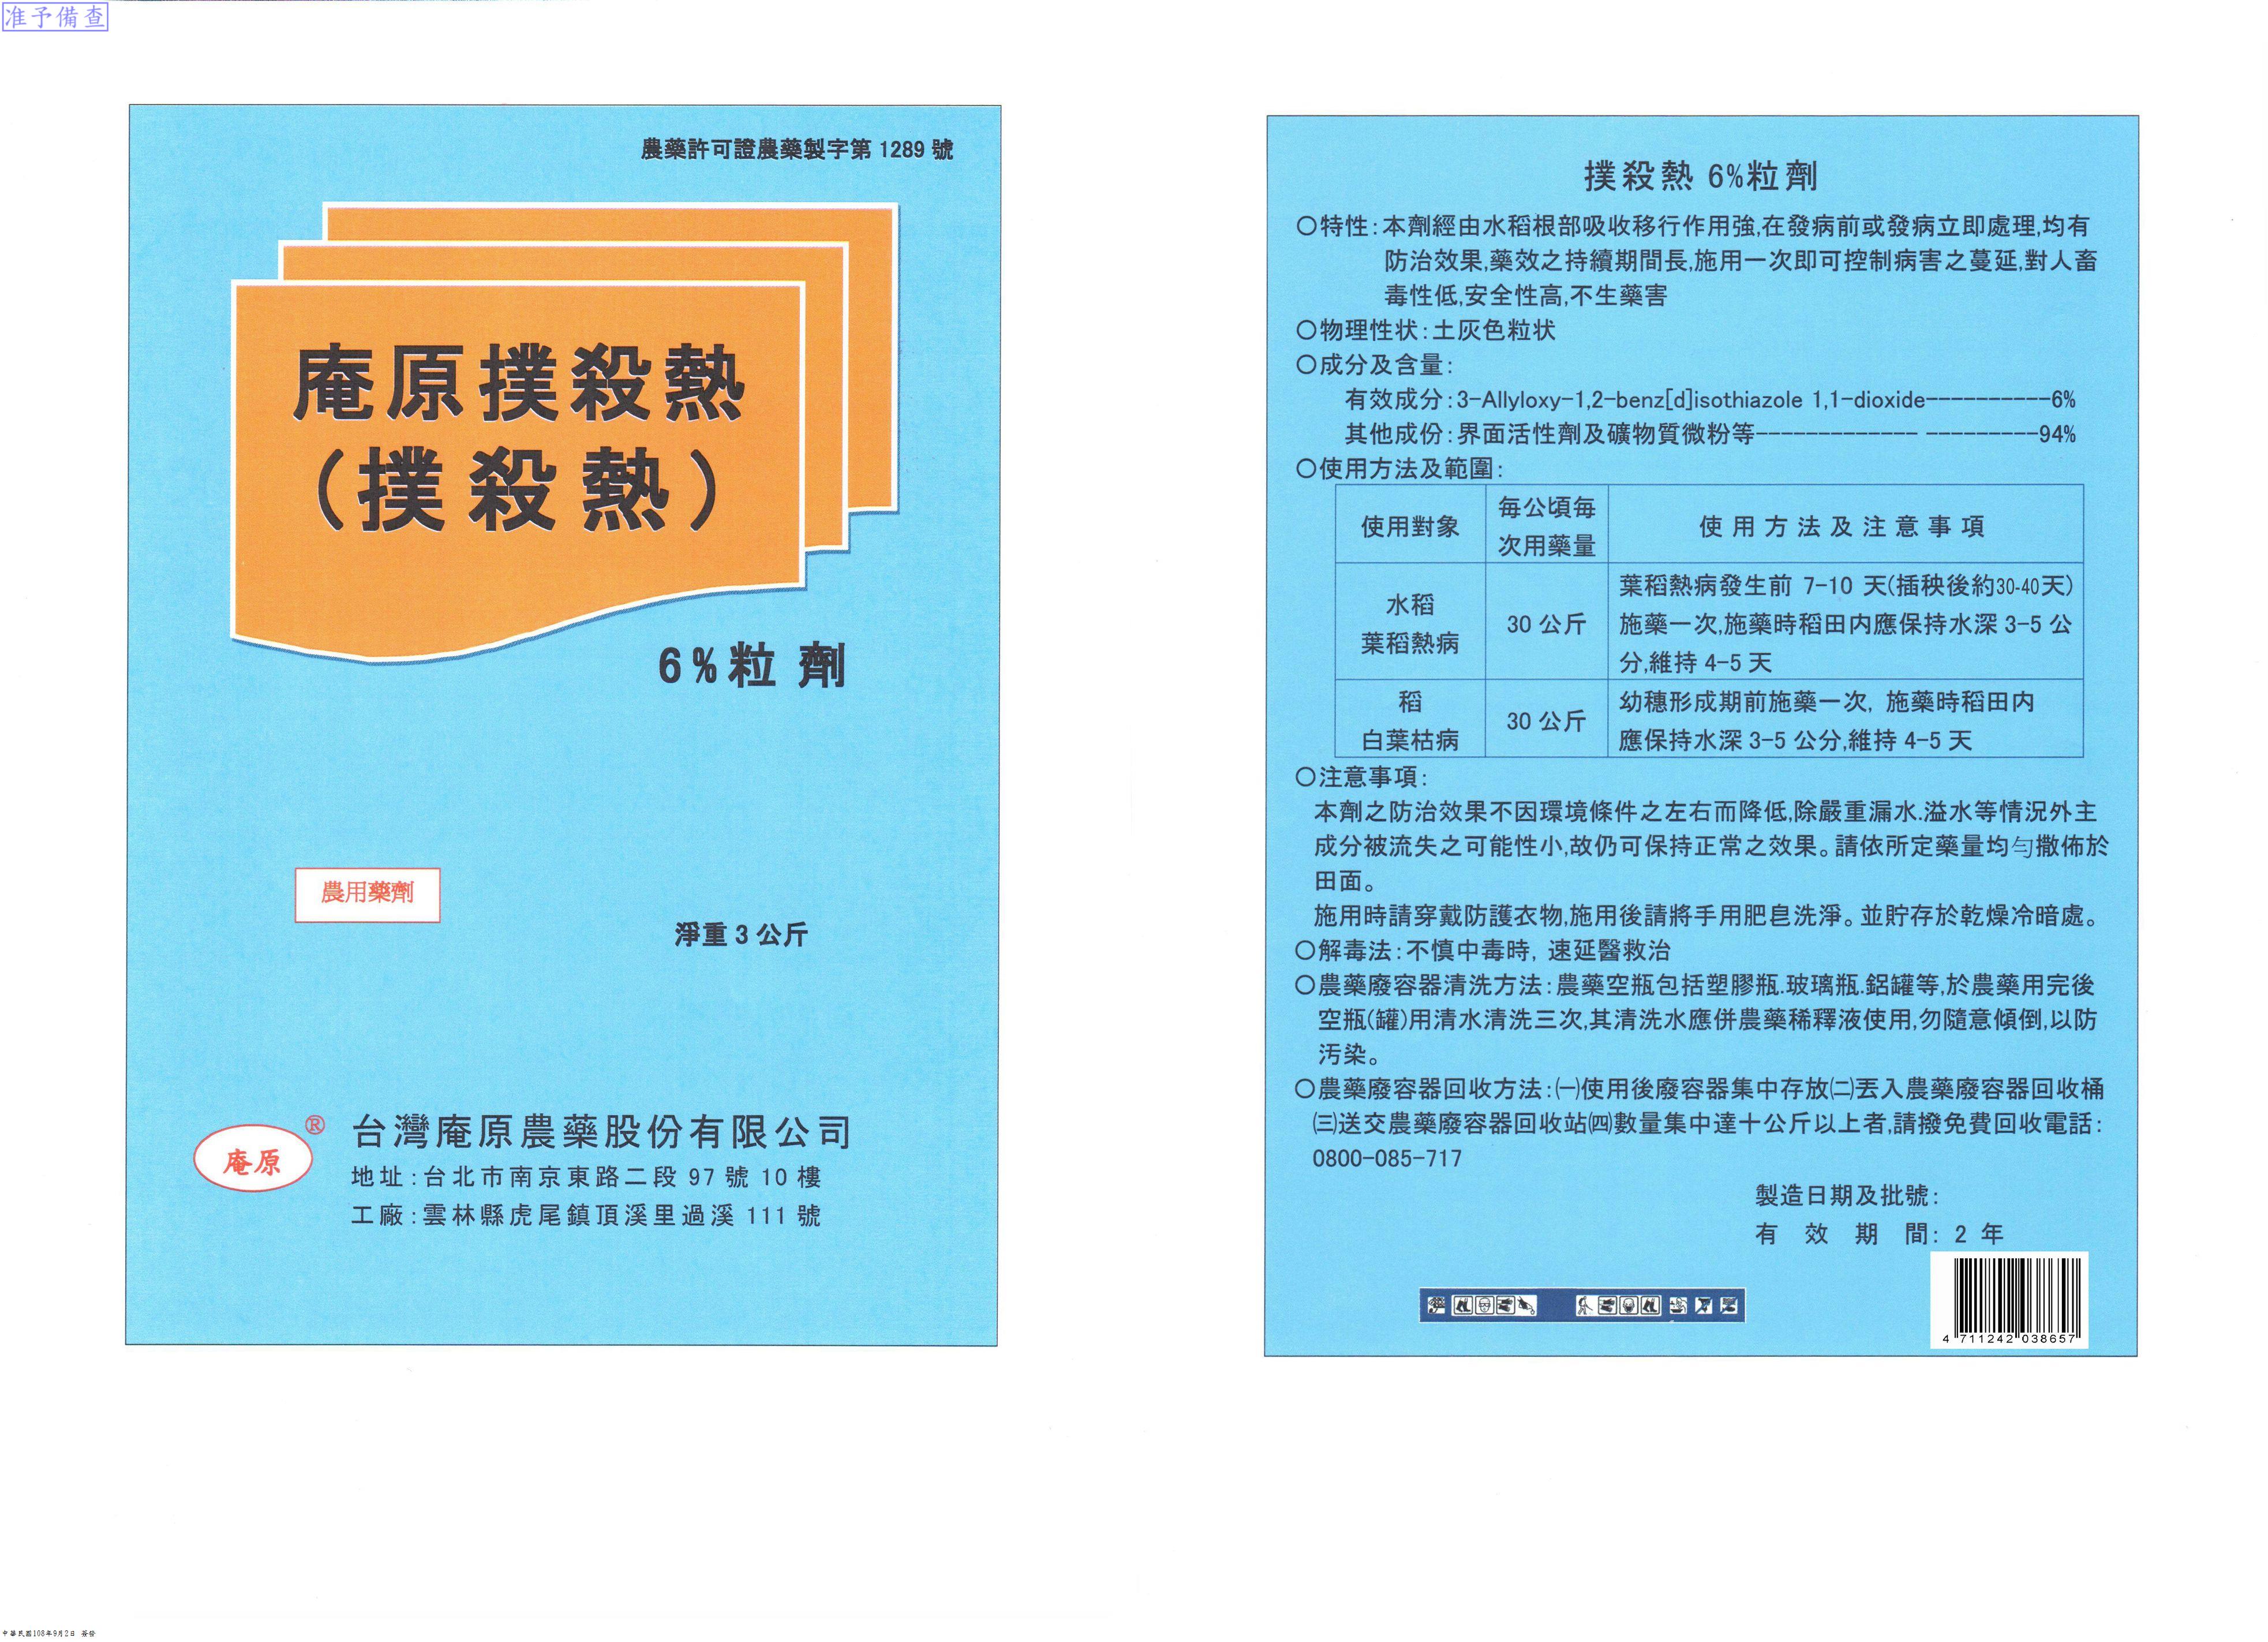 准予備查
農藥許可證農藥製字第 1289 號
庵原撲殺熱
(撲殺熱)
6%粒劑
農用藥劑
淨重 3 公斤
庵原
®
台灣庵原農藥股份有限公司
地址:台北市南京東路二段 97 號 10 樓
工廠:雲林縣虎尾鎮頂溪里過溪 111 號
撲殺熱 6%粒劑
○特性:本劑經由水稻根部吸收移行作用強,在發病前或發病立即處理,均有
防治效果,藥效之持續期間長,施用一次即可控制病害之蔓延,對人畜
毒性低,安全性高,不生藥害
○物理性状:土灰色粒状
○成分及含量:
有效成分:3-Allyloxy-1,2-benz[d]isothiazole 1,1-dioxide----------6%
其他成份:界面活性劑及礦物質微粉等------------- ---------94%
○使用方法及範圍:
使用對象
每公頃每
次用藥量
使用方法及注意事項
水稻
葉稻熱病
30 公斤
葉稻熱病發生前 7-10 天(插秧後約30-40天)
施藥一次,施藥時稻田內應保持水深 3-5 公
分,維持 4-5 天
稻
白葉枯病
30 公斤
幼穗形成期前施藥一次, 施藥時稻田內
應保持水深 3-5 公分,維持 4-5 天
○注意事項:
本劑之防治效果不因環境條件之左右而降低,除嚴重漏水.溢水等情況外主
成分被流失之可能性小,故仍可保持正常之效果。請依所定藥量均勻撒佈於
田面。
施用時請穿戴防護衣物,施用後請將手用肥皂洗淨。並貯存於乾燥冷暗處。
○解毒法:不慎中毒時, 速延醫救治
○農藥廢容器清洗方法:農藥空瓶包括塑膠瓶.玻璃瓶.鋁罐等,於農藥用完後
空瓶(罐)用清水清洗三次,其清洗水應併農藥稀釋液使用,勿隨意傾倒,以防
污染。
○農藥廢容器回收方法:㈠使用後廢容器集中存放㈡丟入農藥廢容器回收桶
㈢送交農藥廢容器回收站㈣數量集中達十公斤以上者,請撥免費回收電話:
0800-085-717
製造日期及批號:
有效期間: 2 年
4 711242 038657
中華民國108年9月2日 簽發